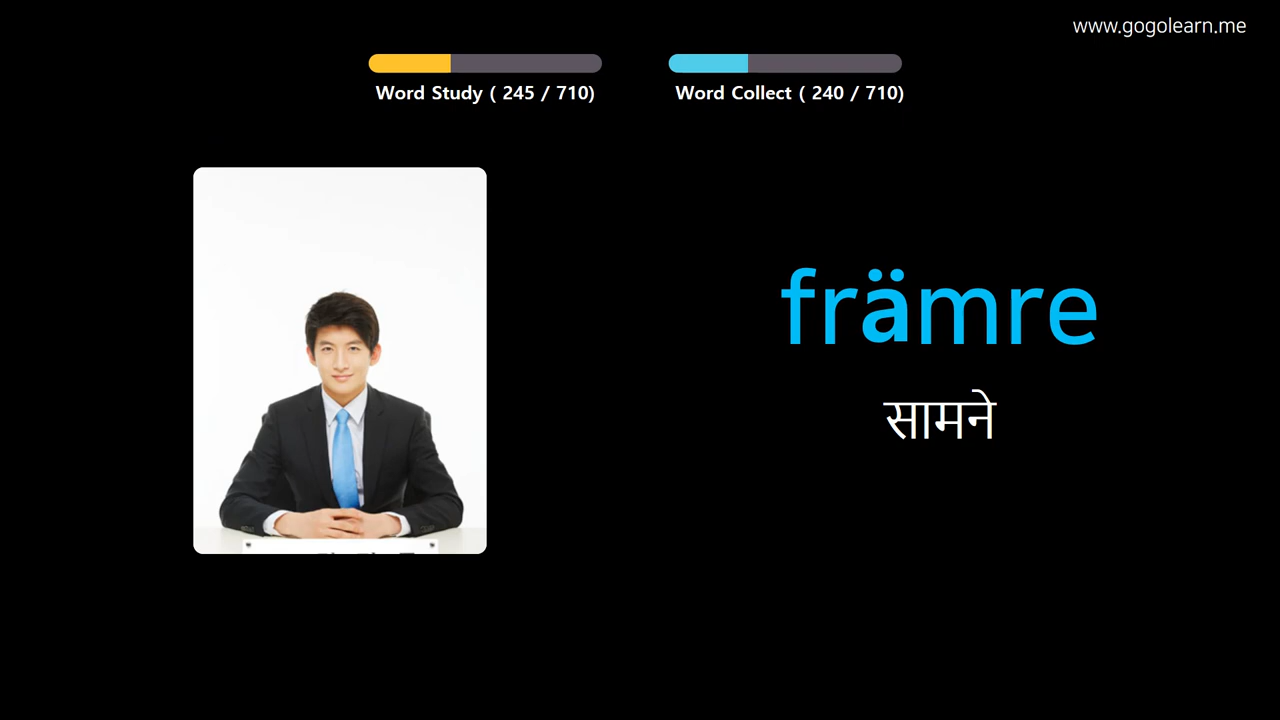 www.gogolearn.me
Word Study ( 245 / 710)
Word Collect ( 240 / 710)
främre
सामने